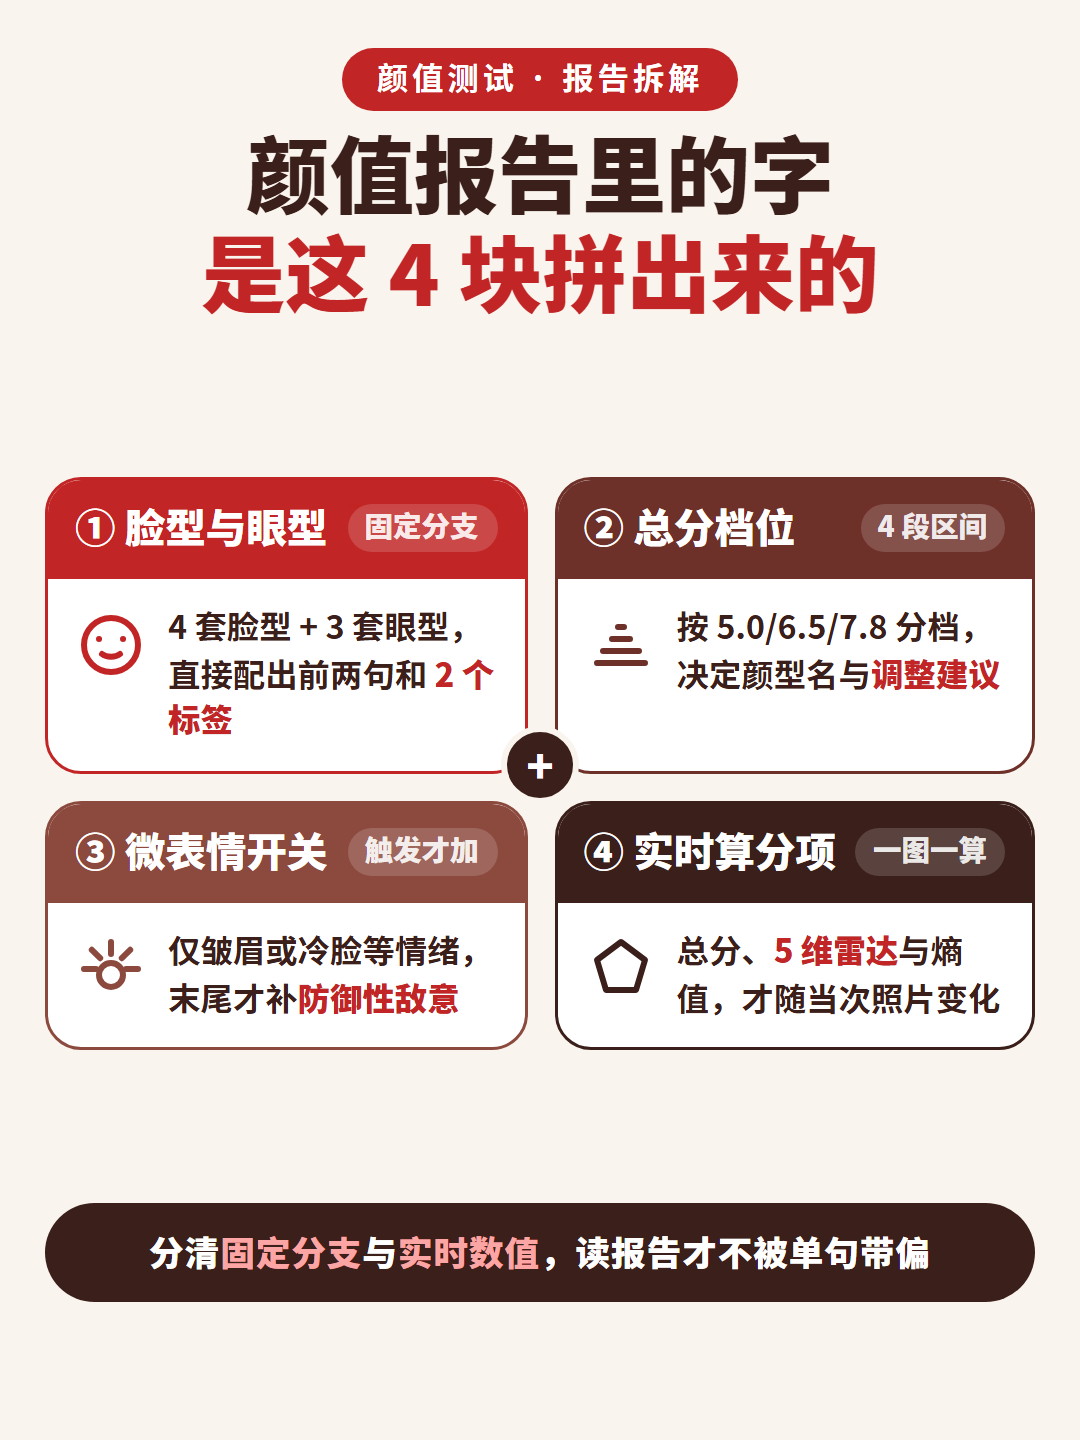 颜值测试 · 报告拆解
颜值报告里的字
是这 4 块拼出来的
① 脸型与眼型 固定分支
4 套脸型 + 3 套眼型，
直接配出前两句和 2 个
标签
② 总分档位 4 段区间
按 5.0/6.5/7.8 分档，
决定颜型名与调整建议
+
③ 微表情开关 触发才加
仅皱眉或冷脸等情绪，
末尾才补防御性敌意
④ 实时算分项 一图一算
总分、5 维雷达与熵
值，才随当次照片变化
分清固定分支与实时数值，读报告才不被单句带偏